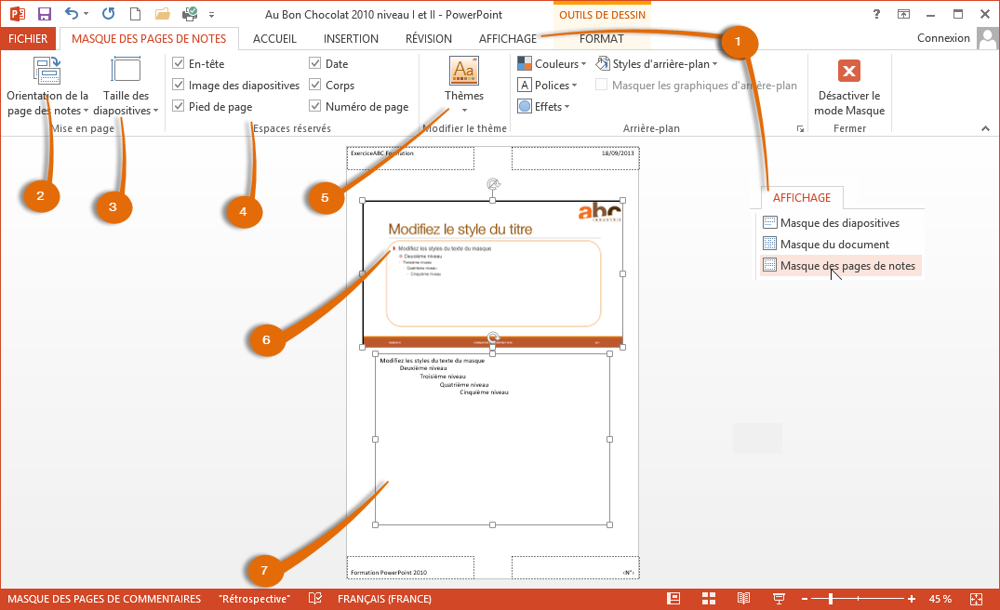 Au Bon Chocolat 2010 niveau I et II - PowerPoint
OUTILS DE DESSIN
?
FICHIER
MASQUE DES PAGES DE NOTES
ACCUEIL
INSERTION
RÉVISION
AFFICHAGE
FORMAT
Connexion
1
Orientation de la
page des notes
Taille des
diapositives
Mise en page
En-tête
Image des diapositives
Pied de page
Date
Corps
Numéro de page
Espaces réservés
Aa
Thèmes
Modifier le thème
Couleurs
A Polices
Effets
Styles d'arrière-plan
Masquer les graphiques d'arrière-plan
Arrière-plan
Désactiver le
mode Masque
Fermer
ExerciceABC Formation
18/09/2013
2
3
4
5
AFFICHAGE
Masque des diapositives
Masque du document
Masque des pages de notes
abc
INDUSTRIE
Modifiez le style du titre
Modifiez les styles du texte du masque
Deuxième niveau
Troisième niveau
Quatrième niveau
Cinquième niveau
6
Modifiez les styles du texte du masque
Deuxième niveau
Troisième niveau
Quatrième niveau
Cinquième niveau
7
Formation PowerPoint 2010
‹N°›
MASQUE DES PAGES DE COMMENTAIRES
"Rétrospective"
FRANÇAIS (FRANCE)
45 %